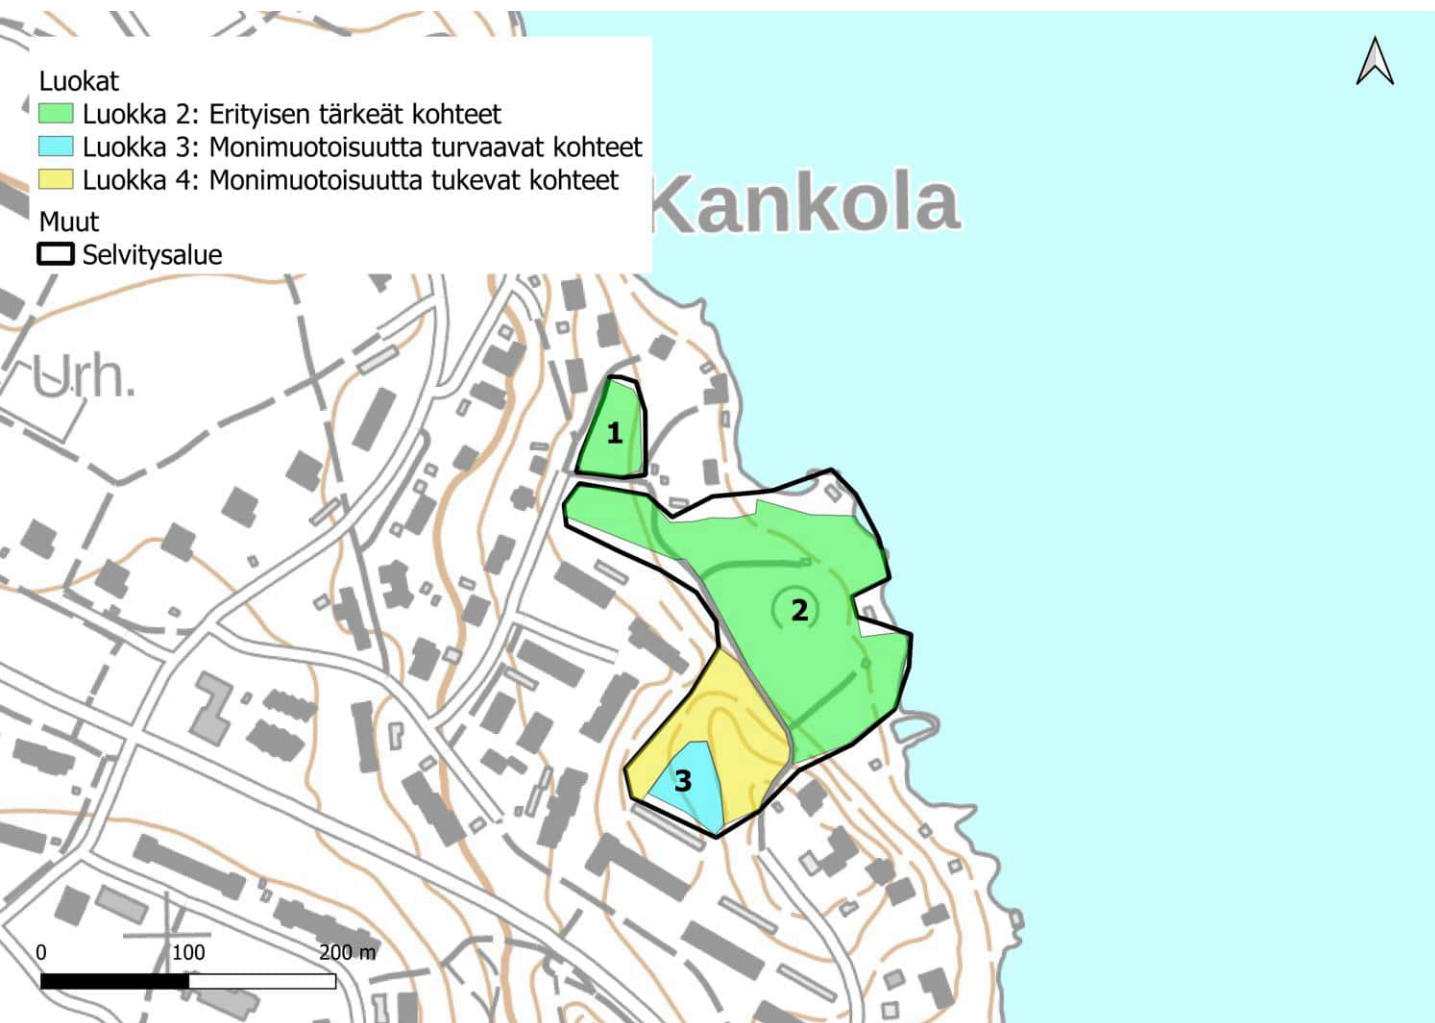 Luokat
Luokka 2: Erityisen tärkeät kohteet
Luokka 3: Monimuotoisuutta turvaavat kohteet
Luokka 4: Monimuotoisuutta tukevat kohteet
Muut
Selvitysalue
Kankola
Urh.
1
2
3
0 100 200 m